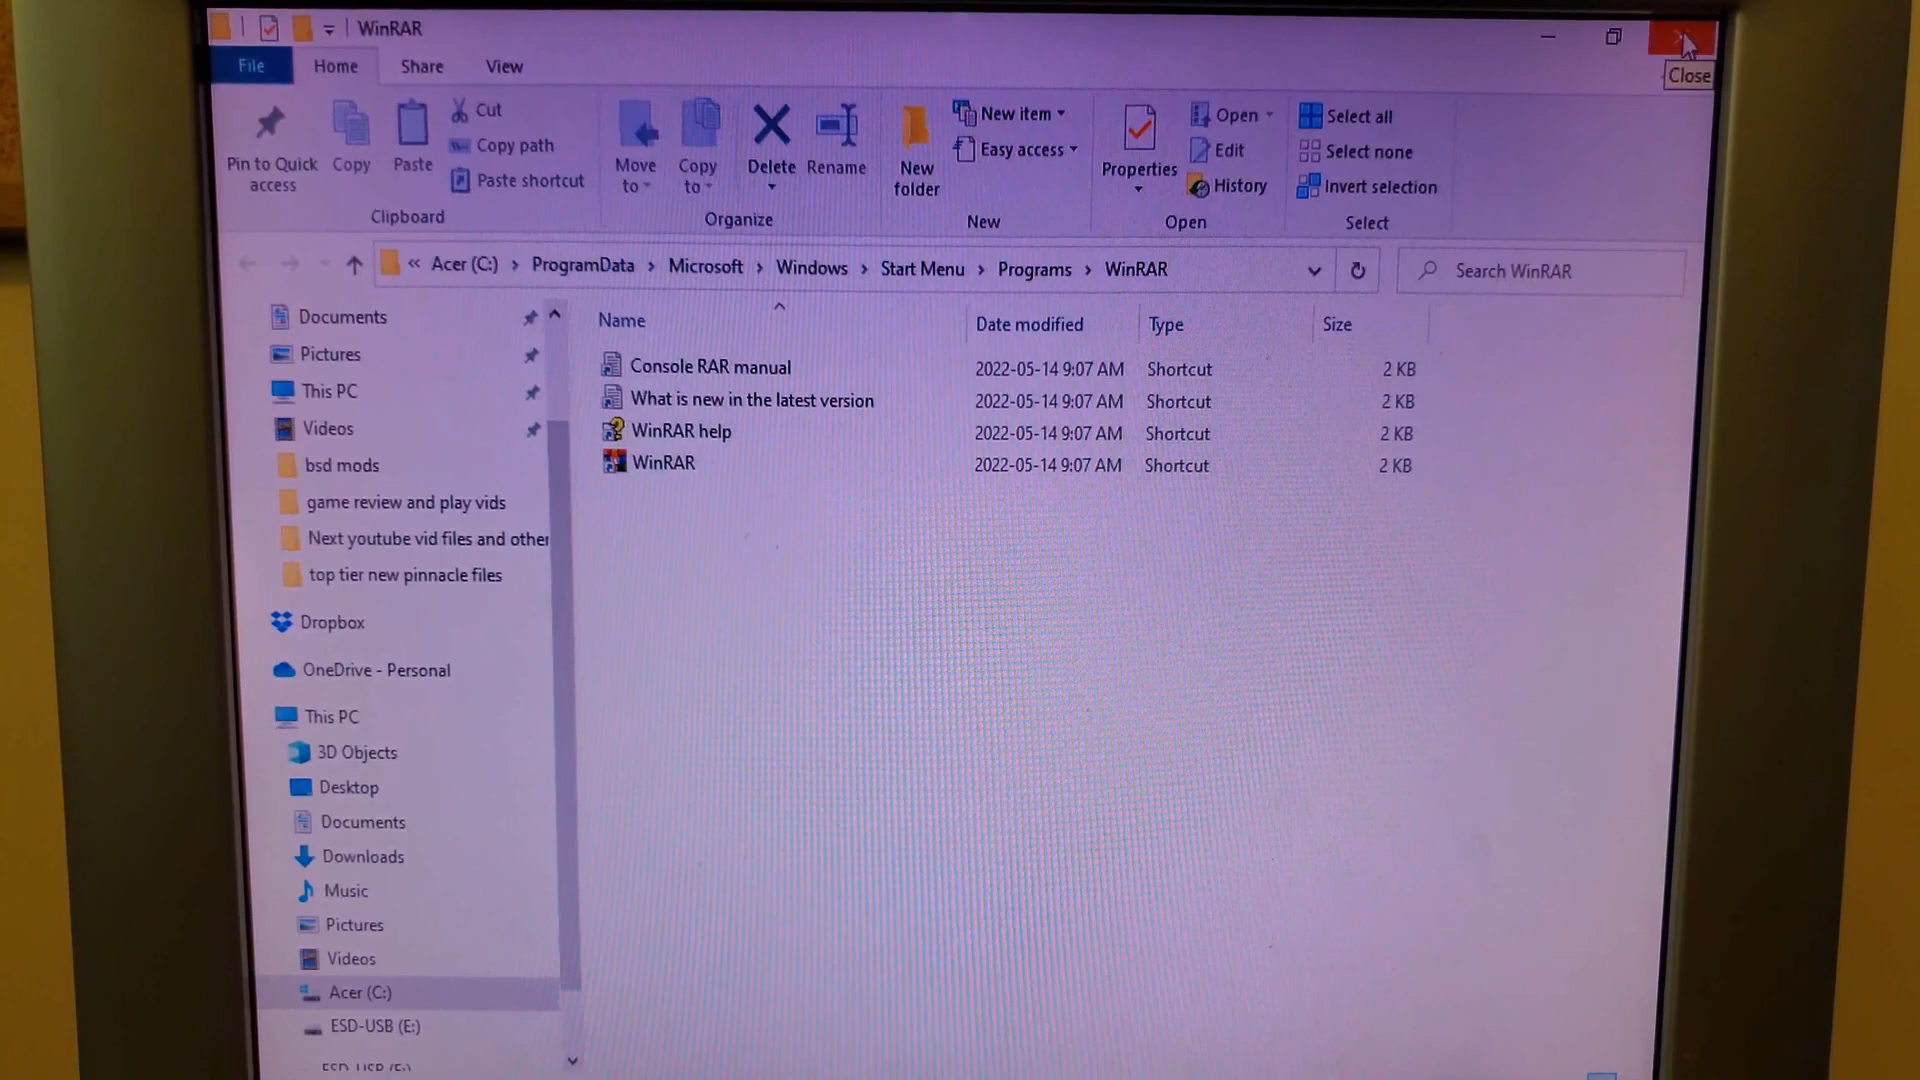 WinRAR
Close
File Home Share View
Pin to Quick access
Copy
Paste
Cut
Copy path
Paste shortcut
Clipboard
Move to
Copy to
Delete
Rename
Organize
New folder
New item
Easy access
New
Properties
Open
Edit
History
Open
Select all
Select none
Invert selection
Select
« Acer (C:) › ProgramData › Microsoft › Windows › Start Menu › Programs › WinRAR
Search WinRAR
Documents
Pictures
This PC
Videos
bsd mods
game review and play vids
Next youtube vid files and other
top tier new pinnacle files
Dropbox
OneDrive - Personal
This PC
3D Objects
Desktop
Documents
Downloads
Music
Pictures
Videos
Acer (C:)
ESD-USB (E:)
Name Date modified Type Size
Console RAR manual 2022-05-14 9:07 AM Shortcut 2 KB
What is new in the latest version 2022-05-14 9:07 AM Shortcut 2 KB
WinRAR help 2022-05-14 9:07 AM Shortcut 2 KB
WinRAR 2022-05-14 9:07 AM Shortcut 2 KB